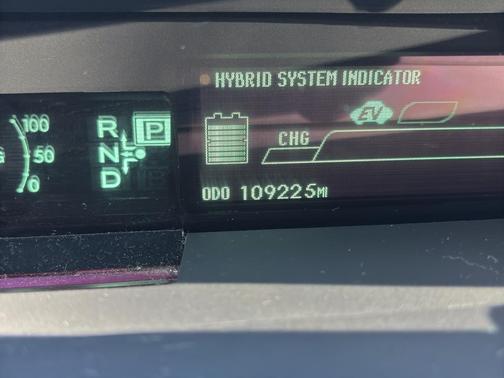 HYBRID SYSTEM INDICATOR
EV
100
R P
CHG
50
N
0
D B
ODO 109225MI